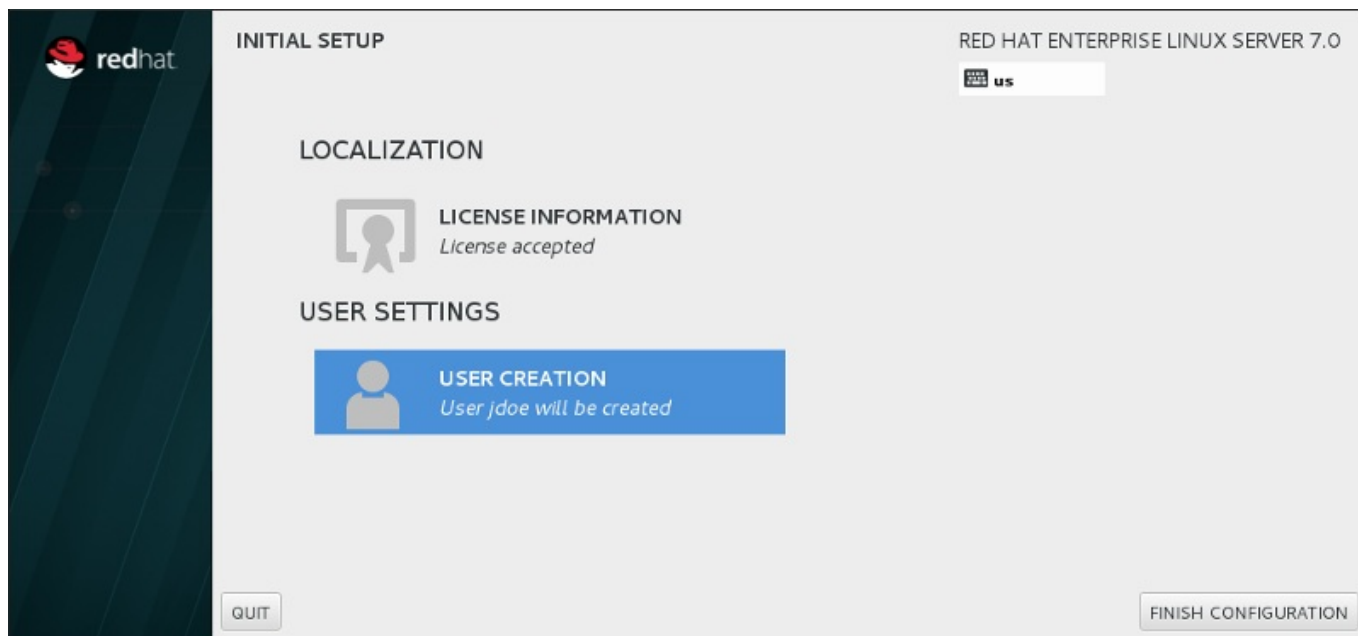 redhat.
INITIAL SETUP
RED HAT ENTERPRISE LINUX SERVER 7.0
us
LOCALIZATION
LICENSE INFORMATION
License accepted
USER SETTINGS
USER CREATION
User jdoe will be created
QUIT
FINISH CONFIGURATION